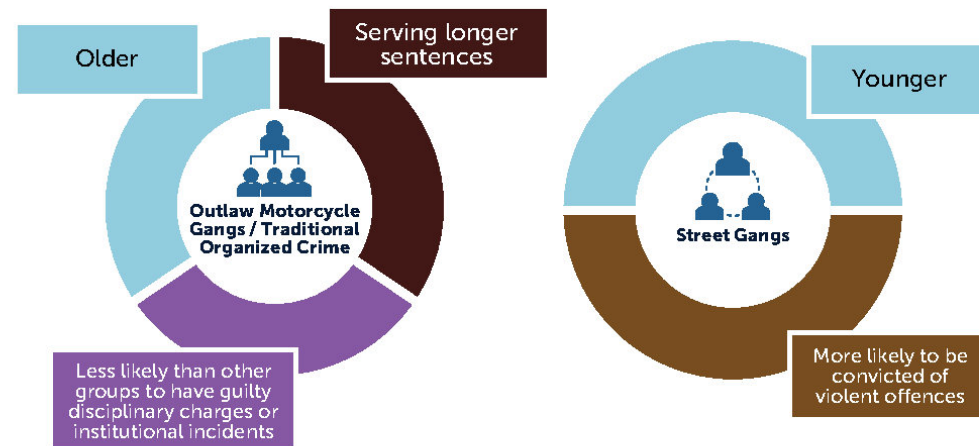 Older
Serving longer
sentences
Outlaw Motorcycle
Gangs / Traditional
Organized Crime
Less likely than other
groups to have guilty
disciplinary charges or
institutional incidents
Younger
Street Gangs
More likely to be
convicted of
violent offences